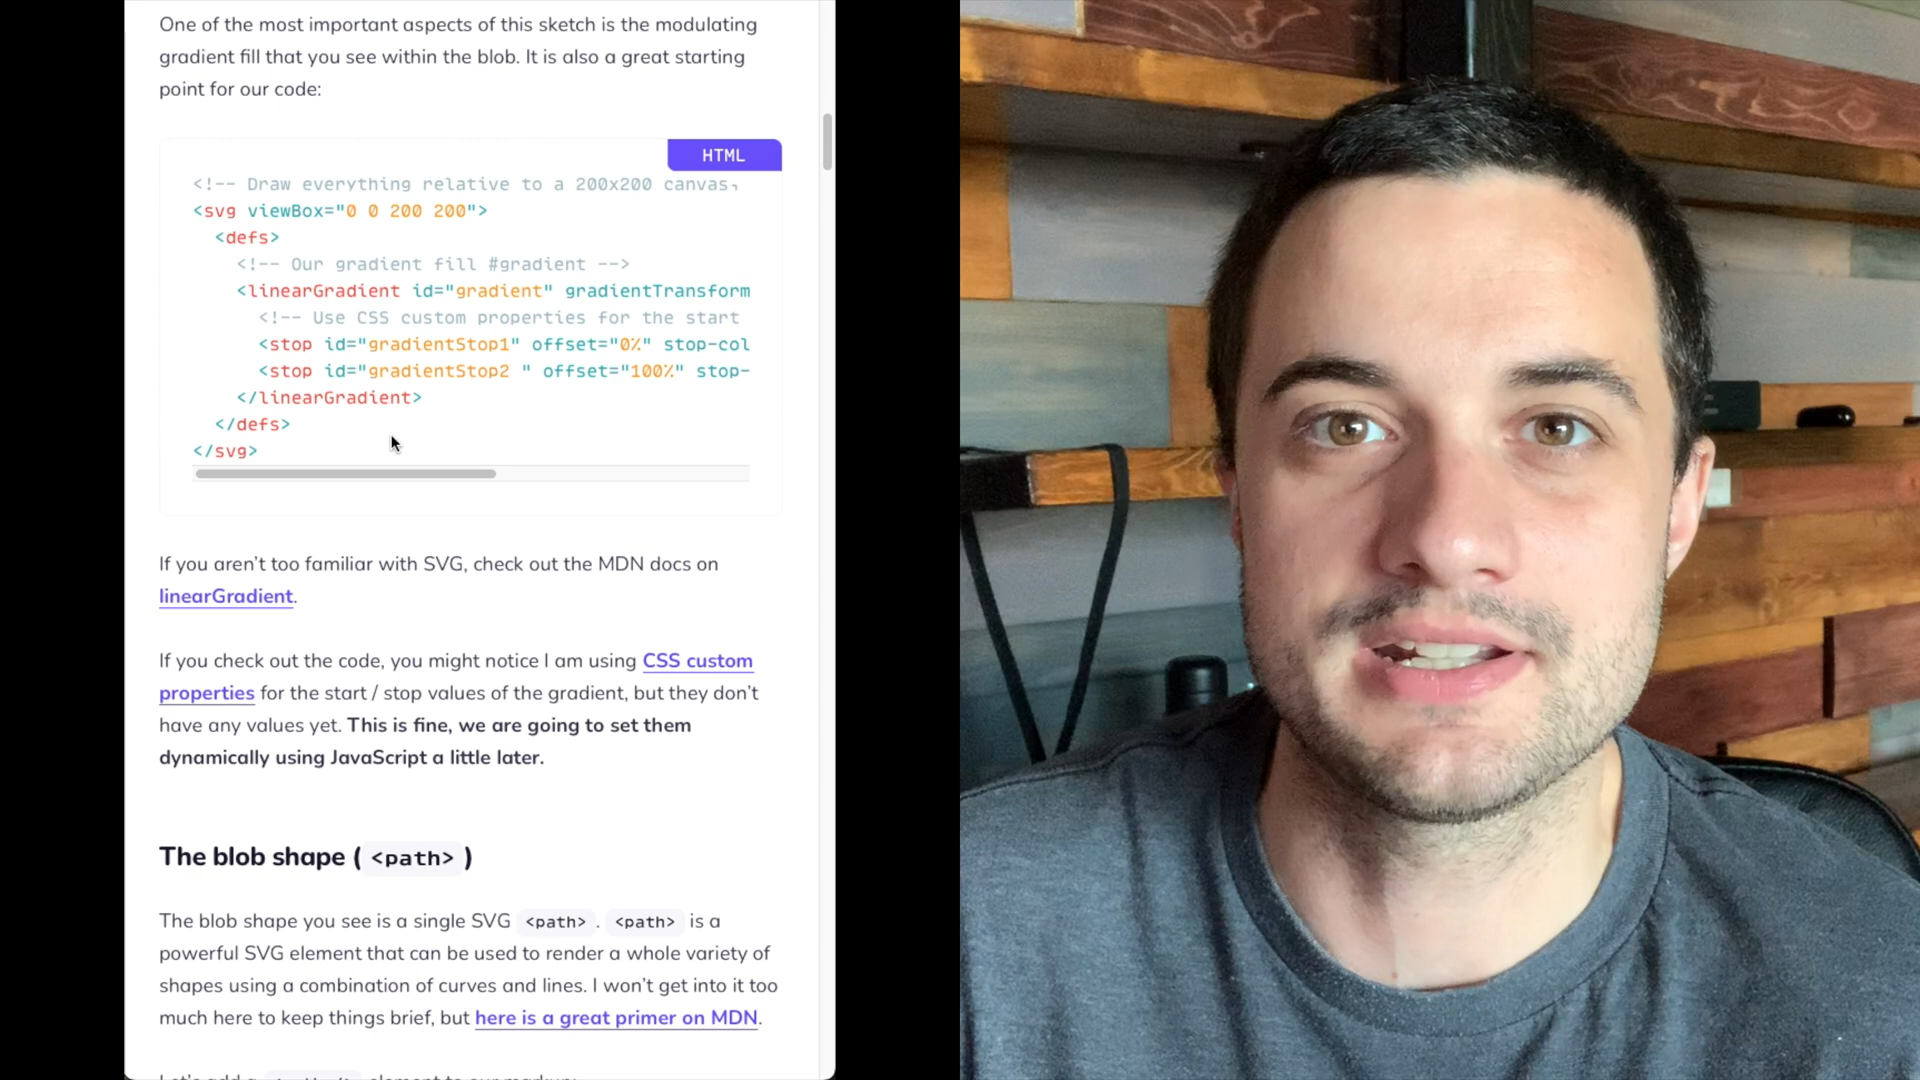 One of the most important aspects of this sketch is the modulating
gradient fill that you see within the blob. It is also a great starting
point for our code:
HTML
<!-- Draw everything relative to a 200x200 canvas,
<svg viewBox="0 0 200 200">
<defs>
<!-- Our gradient fill #gradient -->
<linearGradient id="gradient" gradientTransform
<!-- Use CSS custom properties for the start
<stop id="gradientStop1" offset="0%" stop-col
<stop id="gradientStop2 " offset="100%" stop-
</linearGradient>
</defs>
</svg>
If you aren’t too familiar with SVG, check out the MDN docs on
linearGradient.
If you check out the code, you might notice I am using CSS custom
properties for the start / stop values of the gradient, but they don’t
have any values yet. This is fine, we are going to set them
dynamically using JavaScript a little later.
The blob shape ( <path> )
The blob shape you see is a single SVG <path> . <path> is a
powerful SVG element that can be used to render a whole variety of
shapes using a combination of curves and lines. I won’t get into it too
much here to keep things brief, but here is a great primer on MDN.